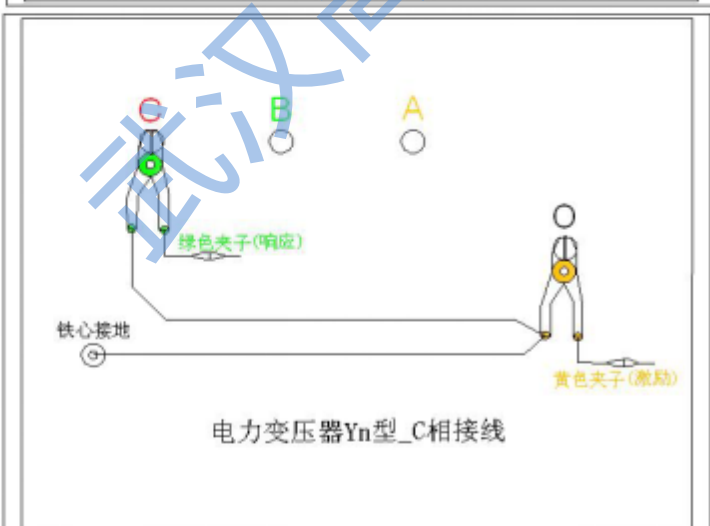 C B A
O
绿色夹子(响应)
铁心接地
黄色夹子(激励)
电力变压器Yn型_C相接线
武汉